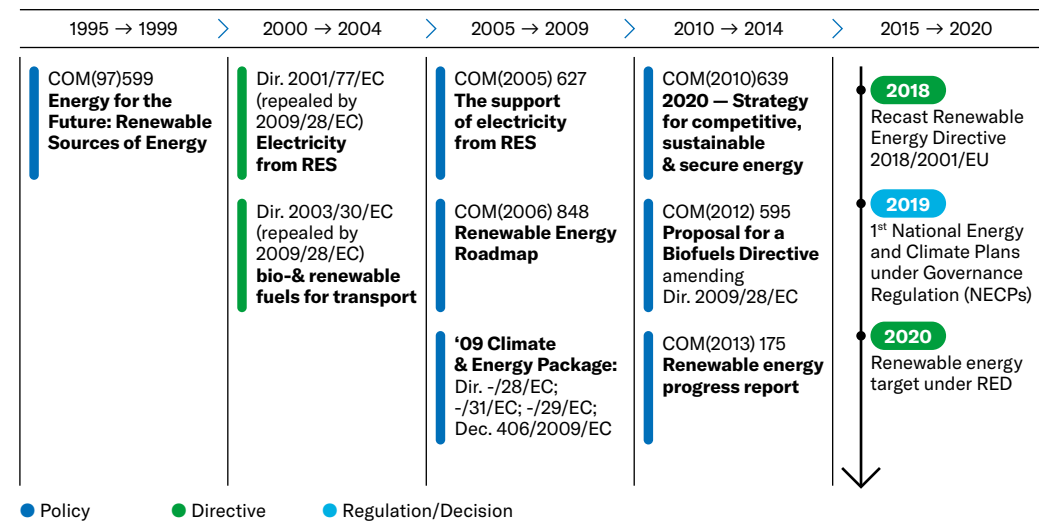 1995 → 1999
2000 → 2004
2005 → 2009
2010 → 2014
2015 → 2020
COM(97)599
Energy for the
Future: Renewable
Sources of Energy
Dir. 2001/77/EC
(repealed by
2009/28/EC)
Electricity
from RES
Dir. 2003/30/EC
(repealed by
2009/28/EC)
bio-& renewable
fuels for transport
COM(2005) 627
The support
of electricity
from RES
COM(2006) 848
Renewable Energy
Roadmap
‘09 Climate
& Energy Package:
Dir. -/28/EC;
-/31/EC; -/29/EC;
Dec. 406/2009/EC
COM(2010)639
2020 — Strategy
for competitive,
sustainable
& secure energy
COM(2012) 595
Proposal for a
Biofuels Directive
amending
Dir. 2009/28/EC
COM(2013) 175
Renewable energy
progress report
2018
Recast Renewable
Energy Directive
2018/2001/EU
2019
1st National Energy
and Climate Plans
under Governance
Regulation (NECPs)
2020
Renewable energy
target under RED
Policy
Directive
Regulation/Decision